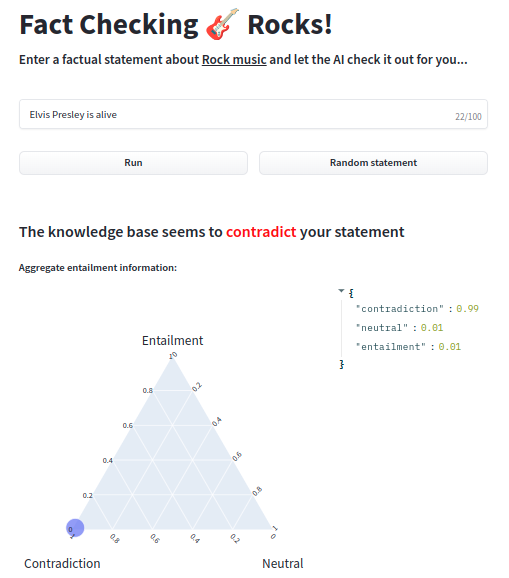 Fact Checking 🎸 Rocks!
Enter a factual statement about Rock music and let the AI check it out for you...
Elvis Presley is alive
22/100
Run
Random statement
The knowledge base seems to contradict your statement
Aggregate entailment information:
{
"contradiction" : 0.99
"neutral" : 0.01
"entailment" : 0.01
}
Entailment
0.8
0.2
0.6
0.4
0.4
0.6
0.2
0.8
0
1
0.8
0.6
0.4
0.2
0
Contradiction
Neutral